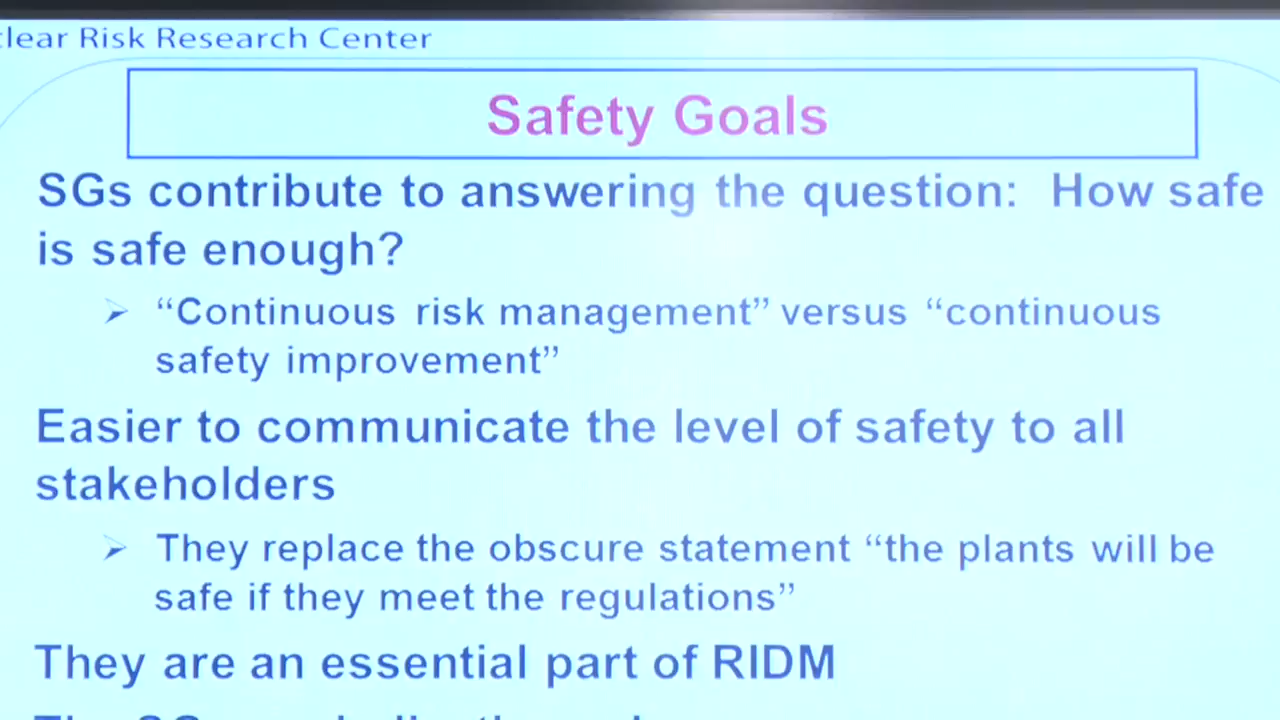 clear Risk Research Center
Safety Goals
SGs contribute to answering the question: How safe
is safe enough?
➢ “Continuous risk management” versus “continuous
safety improvement”
Easier to communicate the level of safety to all
stakeholders
➢ They replace the obscure statement “the plants will be
safe if they meet the regulations”
They are an essential part of RIDM